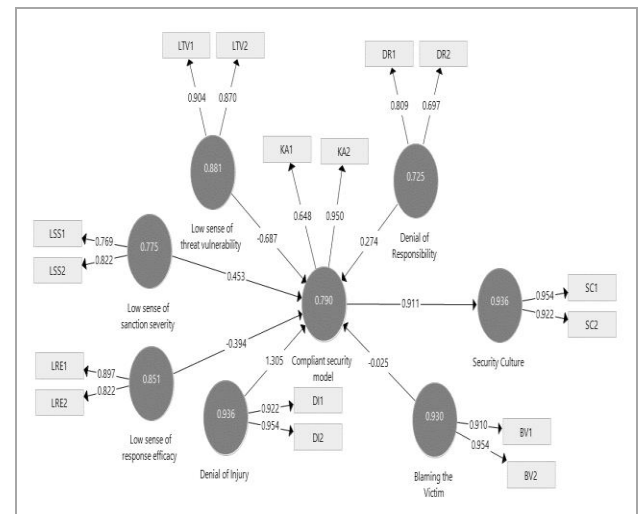 LTV1
LTV2
DR1
DR2
0.904
0.870
0.809
0.697
KA1
KA2
0.881
0.725
Low sense of
threat vulnerability
Denial of
Responsibility
LSS1
LSS2
0.769
0.822
0.775
-0.687
0.648
0.950
0.274
Low sense of
sanction severity
0.453
0.790
0.911
0.936
0.954
0.922
SC1
SC2
Compliant security
model
Security Culture
LRE1
LRE2
0.897
0.822
0.851
-0.394
1.305
-0.025
Low sense of
response efficacy
0.936
0.922
0.954
DI1
DI2
Denial of Injury
0.930
0.910
0.954
BV1
BV2
Blaming the
Victim